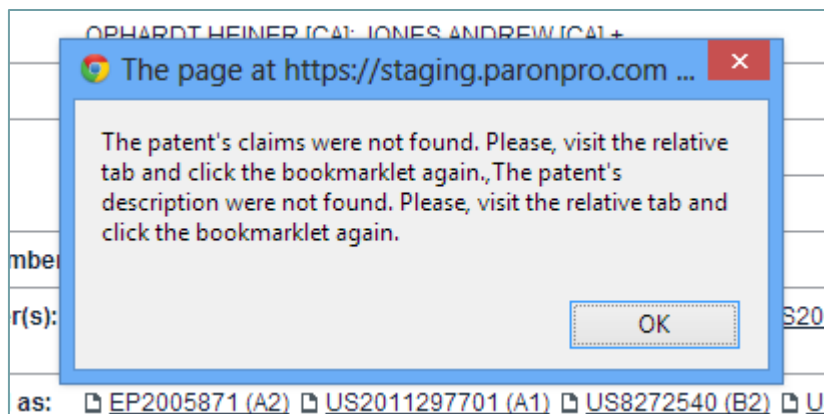 OPHARDT HEINER [CA]; JONES ANDREW [CA] +
The page at https://staging.paronpro.com ...
The patent's claims were not found. Please, visit the relative
tab and click the bookmarklet again.,The patent's
description were not found. Please, visit the relative tab and
click the bookmarklet again.
mber
r(s):
S20
OK
as: EP2005871 (A2) US2011297701 (A1) US8272540 (B2) U